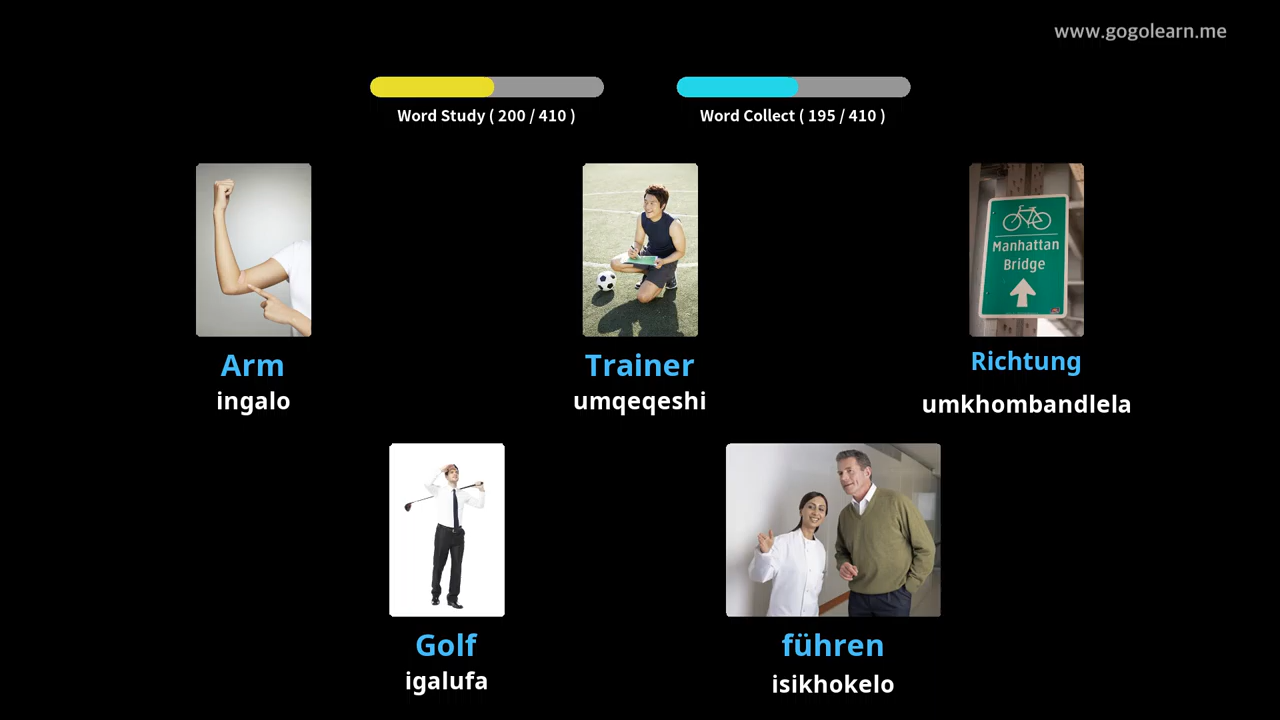 www.gogolearn.me
Word Study ( 200 / 410 )
Word Collect ( 195 / 410 )
Manhattan
Bridge
Arm
ingalo
Trainer
umqeqeshi
Richtung
umkhombandlela
Golf
igalufa
führen
isikhokelo